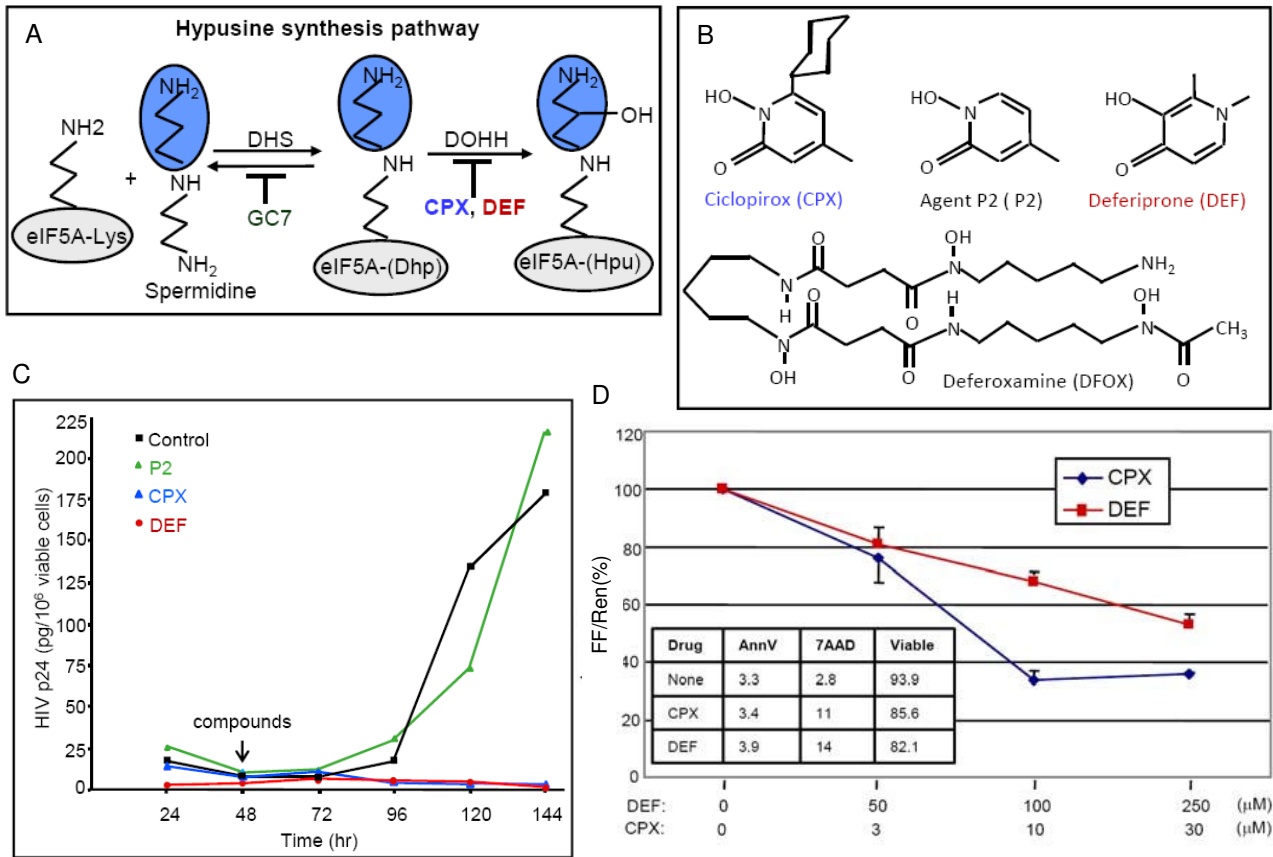 A
Hypusine synthesis pathway
NH2
+
NH2
NH
NH2
Spermidine
eIF5A-Lys
DHS
GC7
NH2
NH
eIF5A-(Dhp)
DOHH
CPX, DEF
NH2
OH
NH
eIF5A-(Hpu)
B
HO
N
O
Ciclopirox (CPX)
HO
N
O
Agent P2 ( P2)
HO
N
O
Deferiprone (DEF)
O
N
H
O
OH
N
NH2
O
N
OH
O
H
N
OH
N
CH3
O
Deferoxamine (DFOX)
C
HIV p24 (pg/10⁶ viable cells)
225
200
175
150
125
100
75
50
25
0
Control
P2
CPX
DEF
compounds
24 48 72 96 120 144
Time (hr)
D
FF/Ren(%)
120
100
80
60
40
20
0
CPX
DEF
Drug AnnV 7AAD Viable
None 3.3 2.8 93.9
CPX 3.4 11 85.6
DEF 3.9 14 82.1
DEF: 0 50 100 250 (μM)
CPX: 0 3 10 30 (μM)